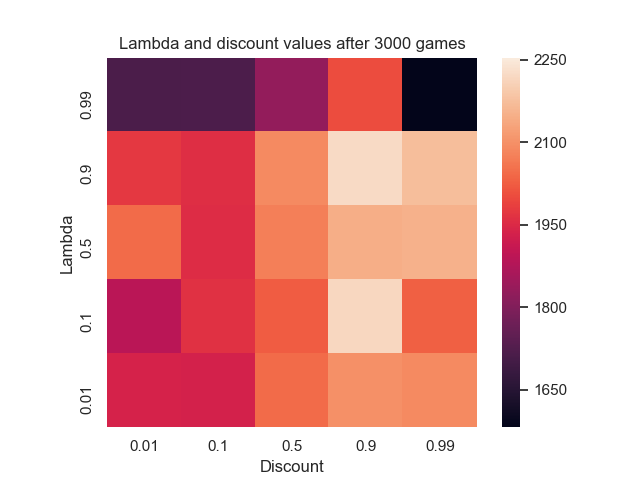 Lambda and discount values after 3000 games
Lambda
0.99
0.9
0.5
0.1
0.01
0.01 0.1 0.5 0.9 0.99
Discount
2250
2100
1950
1800
1650